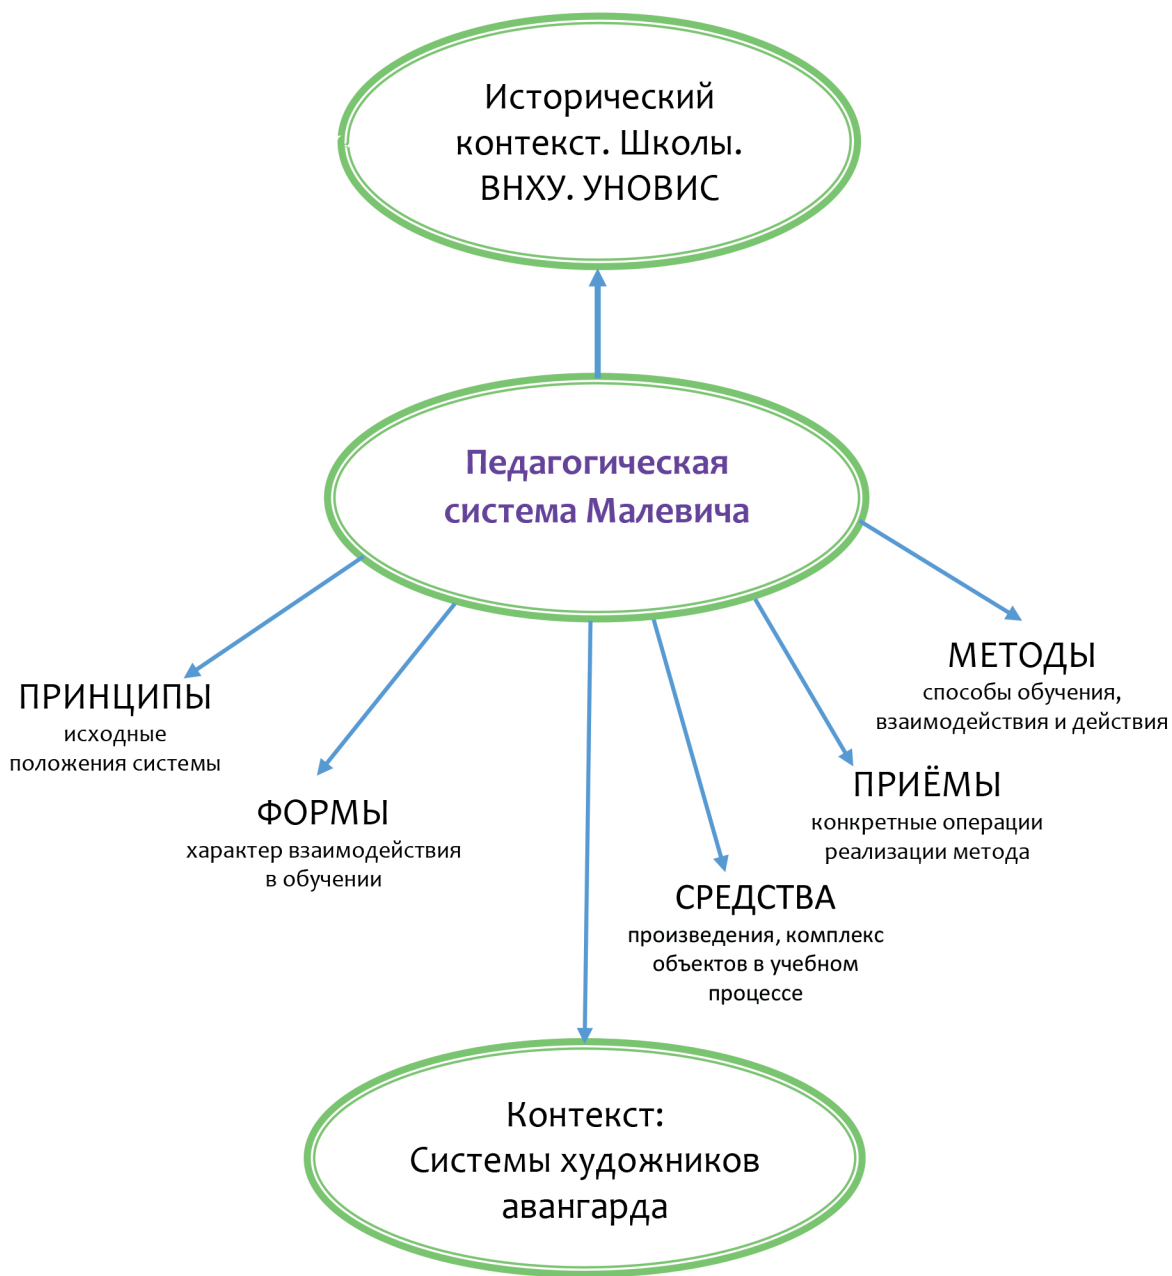 Исторический
контекст. Школы.
ВНХУ. УНОВИС
Педагогическая
система Малевича
ПРИНЦИПЫ
исходные
положения системы
ФОРМЫ
характер взаимодействия
в обучении
СРЕДСТВА
произведения, комплекс
объектов в учебном
процессе
ПРИЁМЫ
конкретные операции
реализации метода
МЕТОДЫ
способы обучения,
взаимодействия и действия
Контекст:
Системы художников
авангарда